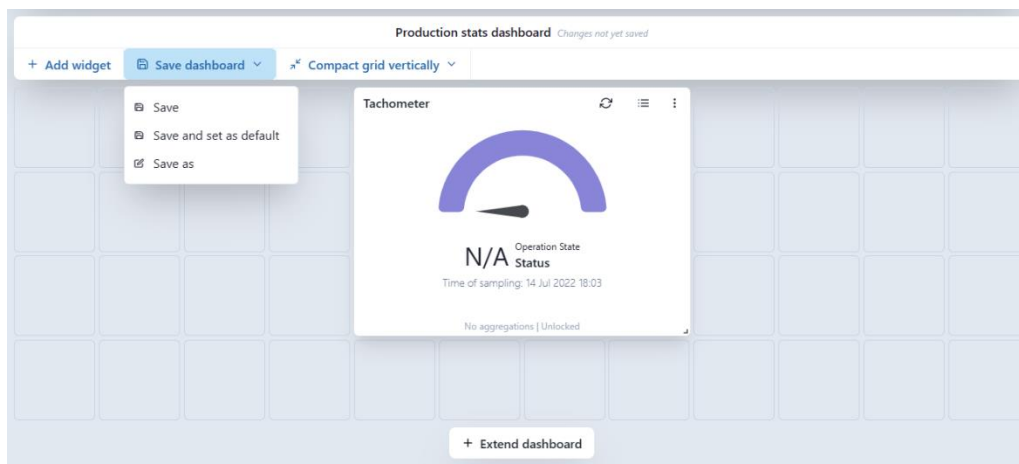 Production stats dashboard Changes not yet saved
+ Add widget Save dashboard Compact grid vertically
Save
Save and set as default
Save as
Tachometer
N/A Operation State
Status
Time of sampling: 14 Jul 2022 18:03
No aggregations | Unlocked
+ Extend dashboard